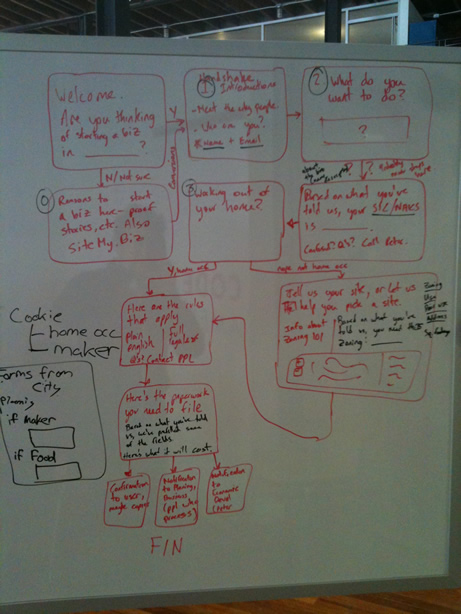 Welcome.
Are you thinking
of starting a biz
in ______?
Y
N/Not sure
Conversions
0
Reasons to start
a biz here - proof
stories, etc. Also
Site My Biz
1
Handshake
Introductions
- Meet the city people.
- Who are you?
Name + Email
2
What do you
want to do?
?
Based on what you've
told us, your SIC/NAICS
is ______.
Confused? Q's? Call Peter.
3
Working out of
your home?
Y, home occ
nope not home occ
Here are the rules
that apply
plain
English
Full
legalese
Q's? Contact PPL
Tell us your site, or let us
help you pick a site.
Info about
Zoning 101
Based on what you've
told us, you need this
Zoning: ______
Here's the paperwork
you need to file
Based on what you've told
us, we've prefilled some
of the fields
Here's what it will cost.
Confirmation
to user,
maybe copies
Notification
to Planning,
Business
(ppl who
process)
Notification
to
Economic
Devel
FIN
Cookie
home occ
maker
Forms from
City
Planning
if maker
if Food